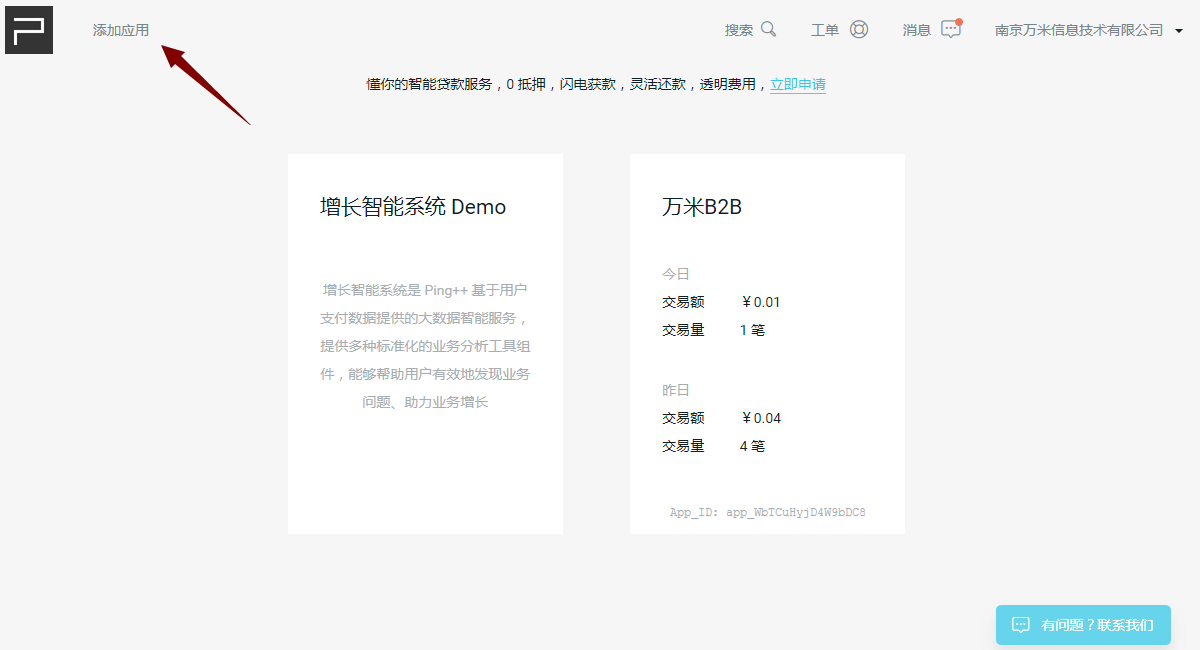 添加应用
搜索
工单
消息
南京万米信息技术有限公司
懂你的智能贷款服务，0 抵押，闪电获款，灵活还款，透明费用，立即申请
增长智能系统 Demo
增长智能系统是 Ping++ 基于用户
支付数据提供的大数据智能服务，
提供多种标准化的业务分析工具组
件，能够帮助用户有效地发现业务
问题、助力业务增长
万米B2B
今日
交易额 ￥0.01
交易量 1 笔
昨日
交易额 ￥0.04
交易量 4 笔
App_ID: app_WbTCuHyjD4W9bDC8
有问题？联系我们